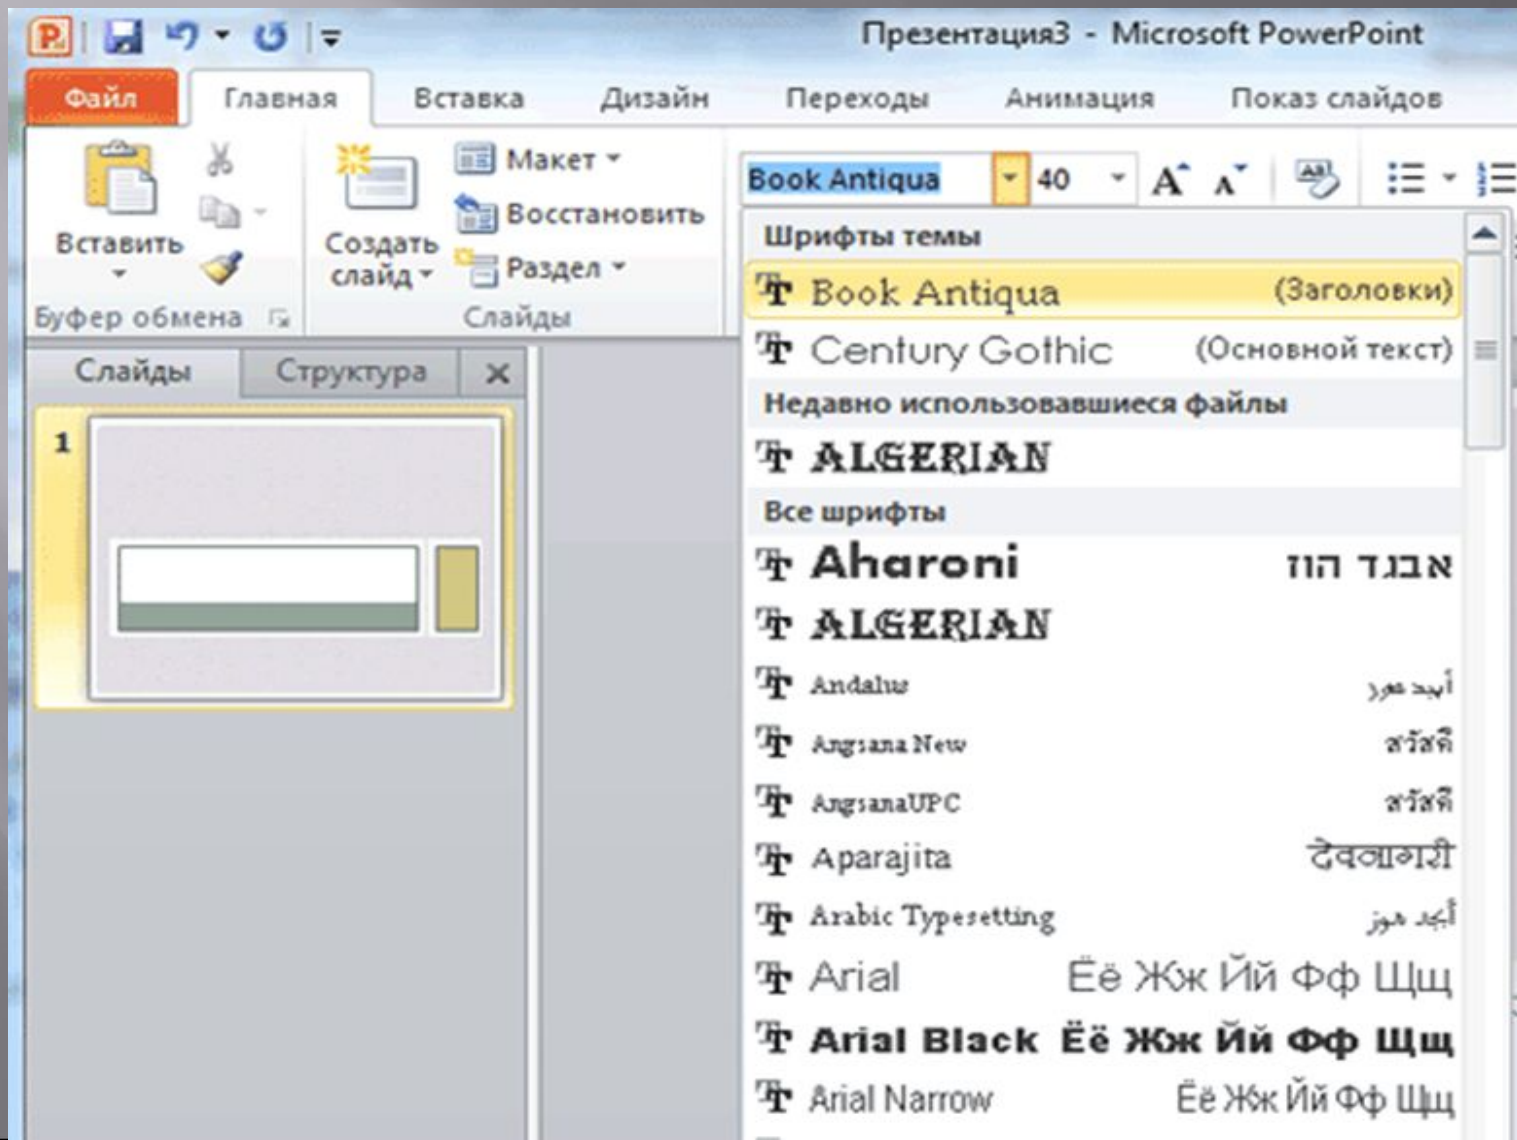 Презентация3 - Microsoft PowerPoint
Файл Главная Вставка Дизайн Переходы Анимация Показ слайдов
Вставить
Буфер обмена
Создать слайд
Макет
Восстановить
Раздел
Слайды
Book Antiqua 40
Слайды Структура
1
Шрифты темы
Book Antiqua (Заголовки)
Century Gothic (Основной текст)
Недавно использовавшиеся файлы
ALGERIAN
Все шрифты
Aharoni אבגד הוז
ALGERIAN
Andalus أبجد هوز
Angsana New สวัสดี
AngsanaUPC สวัสดี
Aparajita देवनागरी
Arabic Typesetting أبجد هوز
Arial Ёё Жж Йй Фф Щщ
Arial Black Ёё Жж Йй Фф Щщ
Arial Narrow Ёё Жж Йй Фф Щщ